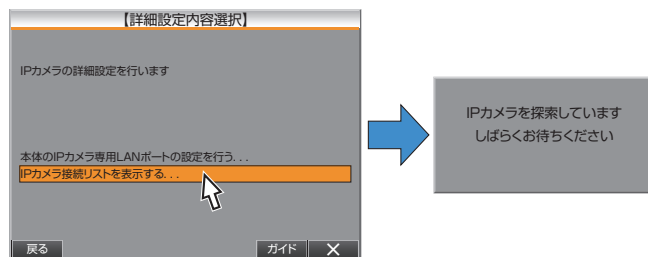 【詳細設定内容選択】
IPカメラの詳細設定を行います
本体のIPカメラ専用LANポートの設定を行う...
IPカメラ接続リストを表示する...
戻る
ガイド
X
IPカメラを探索しています
しばらくお待ちください